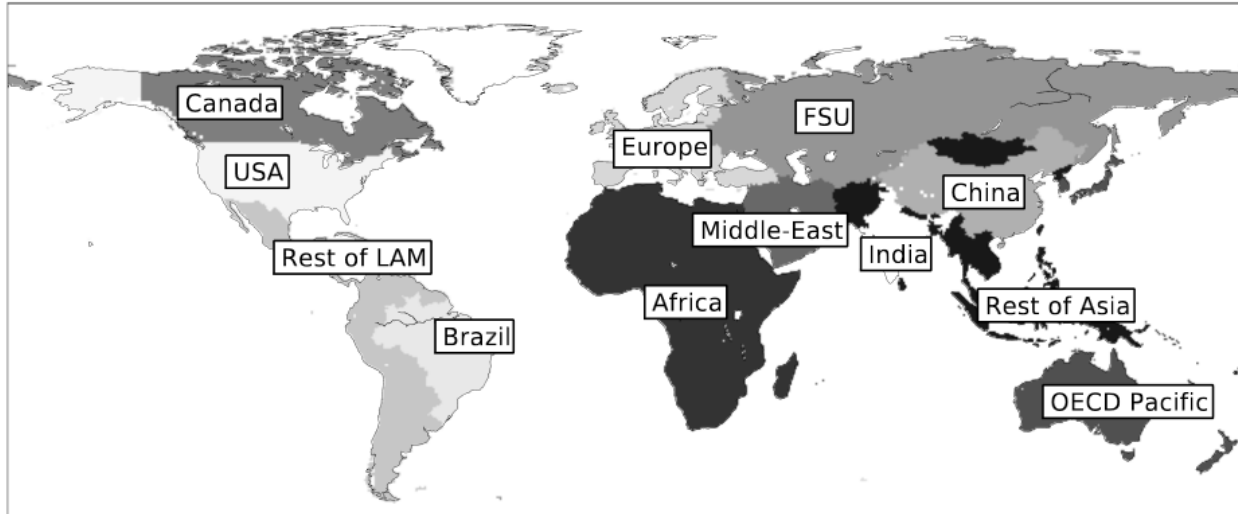 Canada
FSU
Europe
USA
China
Middle-East
India
Rest of LAM
Africa
Rest of Asia
Brazil
OECD Pacific